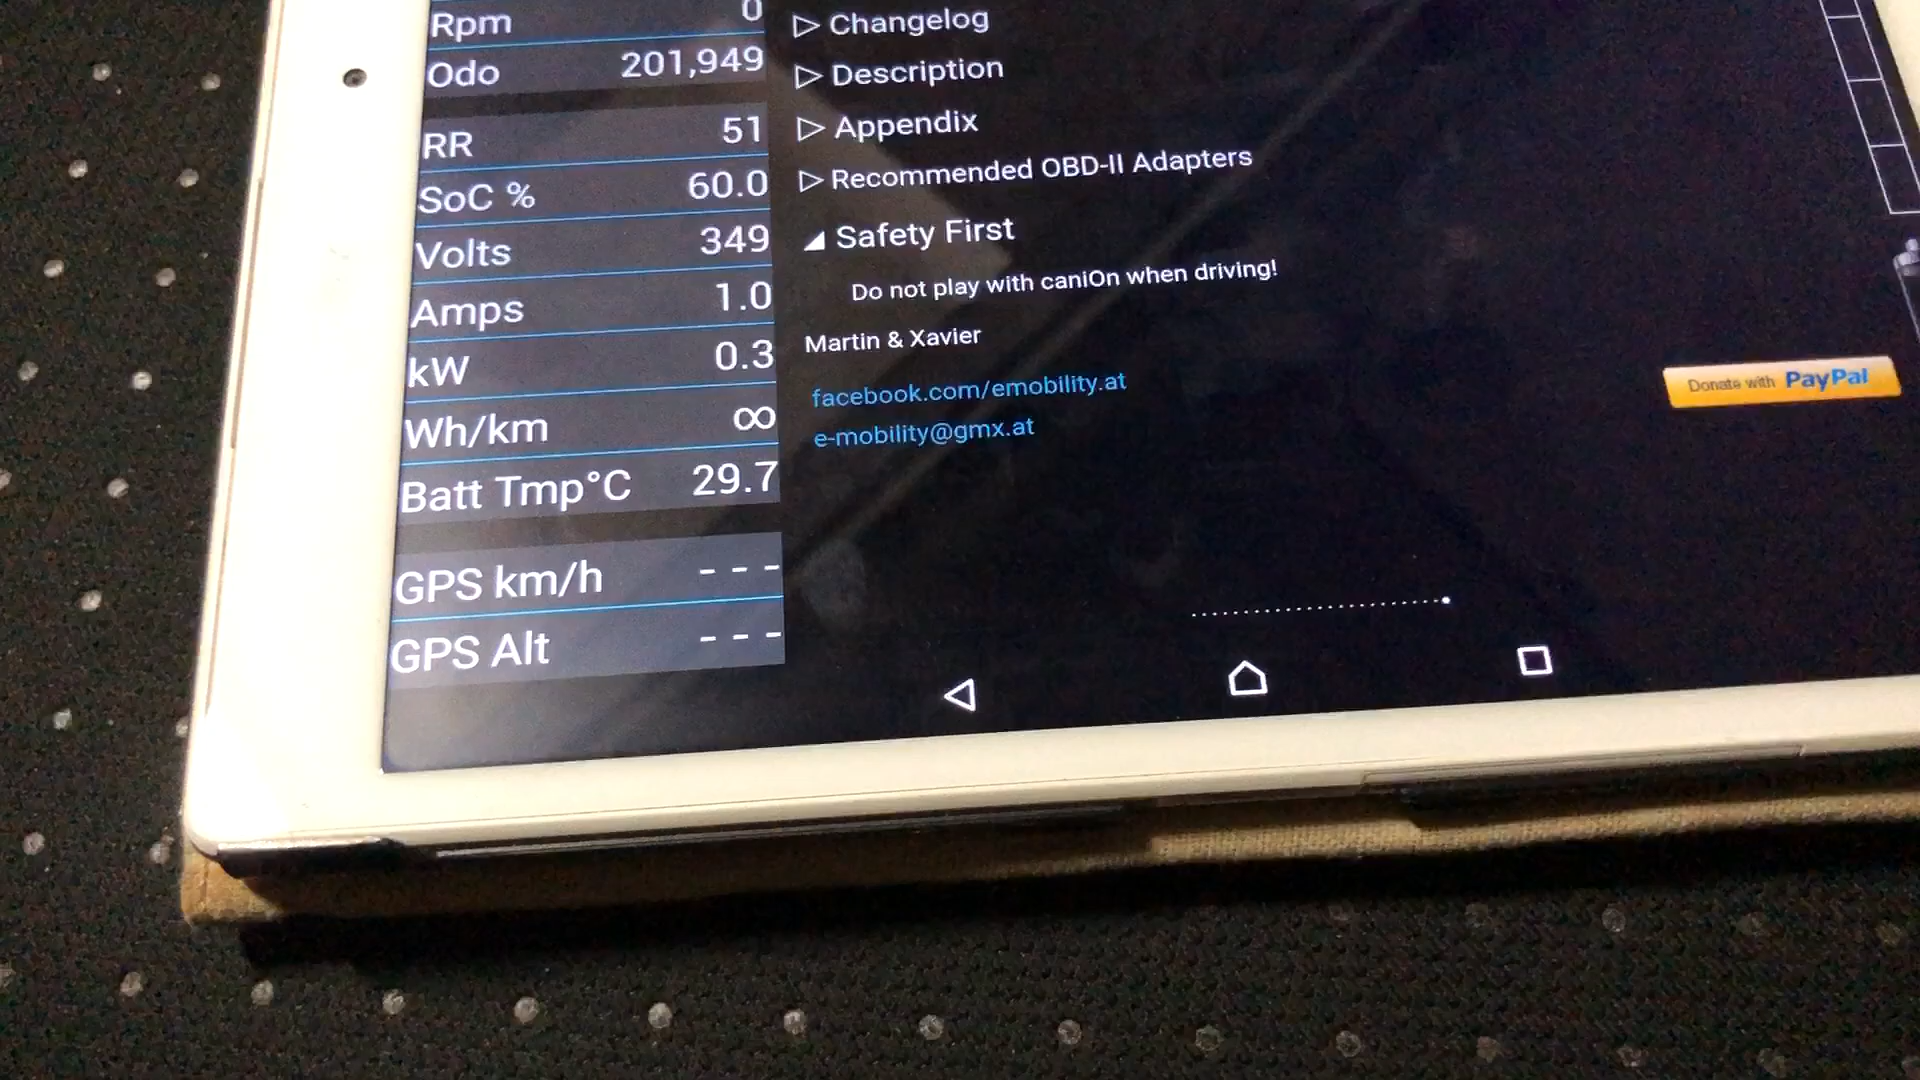 Rpm 0
Odo 201,949
RR 51
SoC % 60.0
Volts 349
Amps 1.0
kW 0.3
Wh/km ∞
Batt Tmp°C 29.7
GPS km/h - - -
GPS Alt - - -
▷ Changelog
▷ Description
▷ Appendix
▷ Recommended OBD-II Adapters
◢ Safety First
Do not play with caniOn when driving!
Martin & Xavier
facebook.com/emobility.at
e-mobility@gmx.at
Donate with PayPal